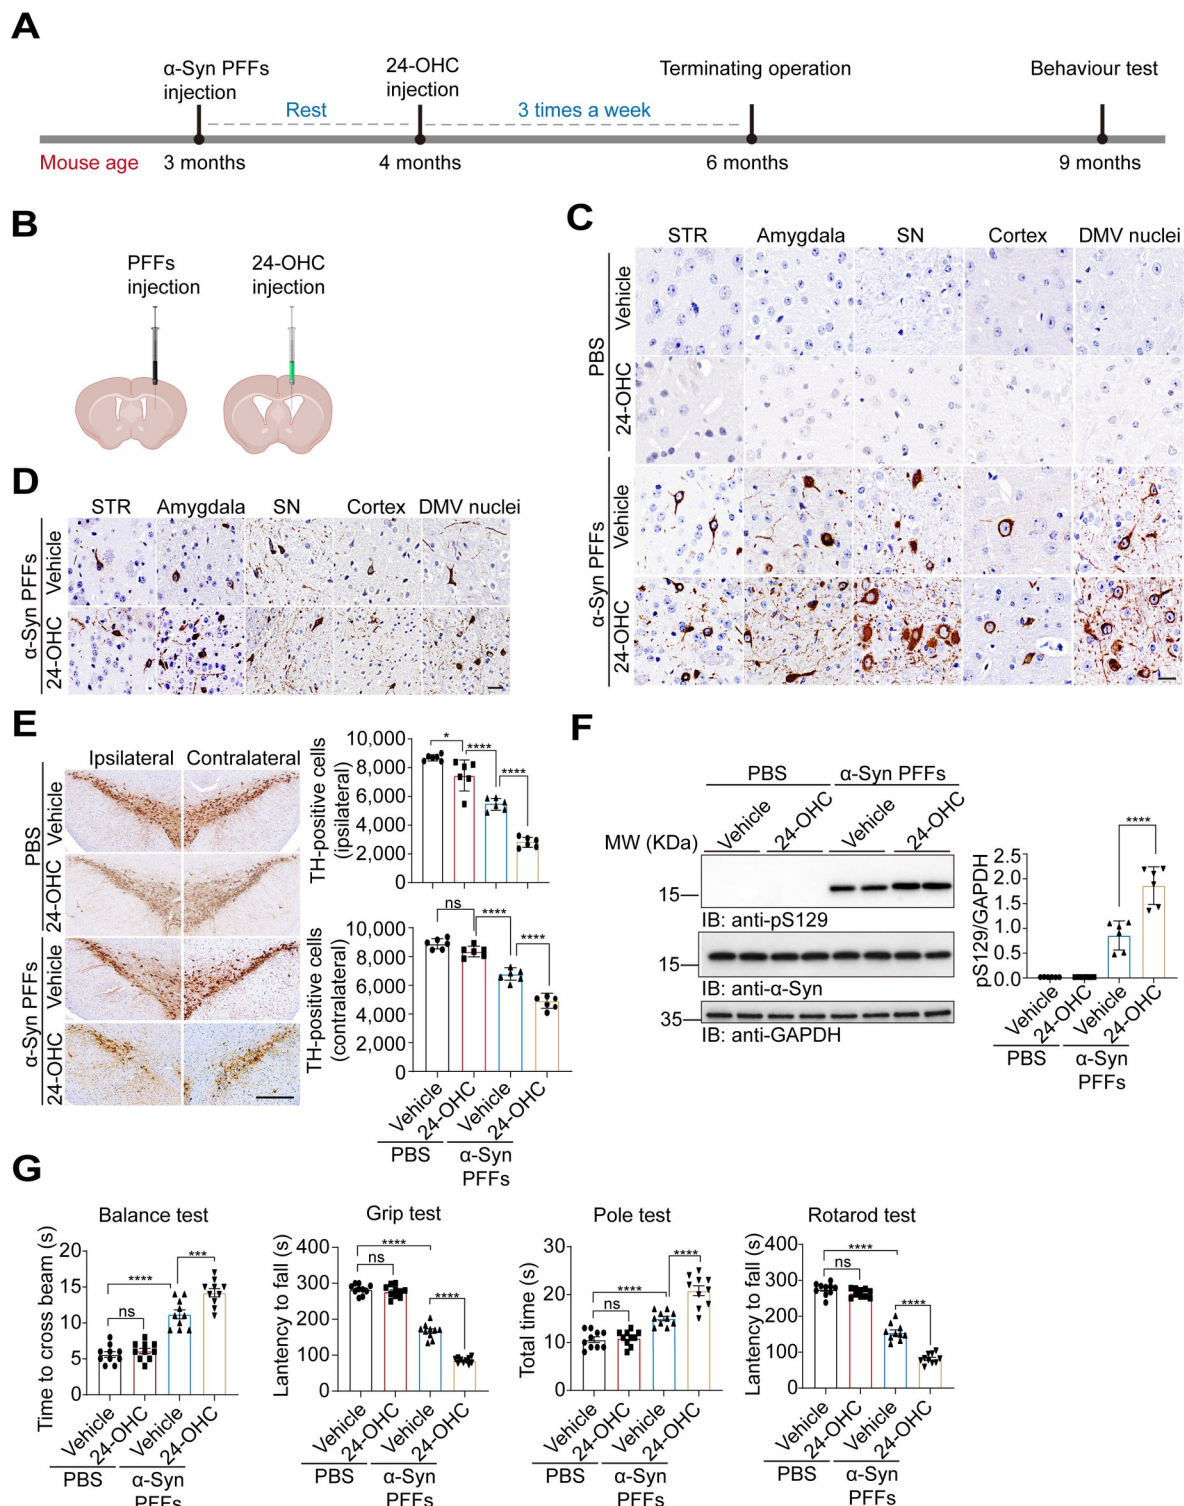 A
α-Syn PFFs
injection
24-OHC
injection
Terminating operation
Behaviour test
Rest
3 times a week
Mouse age
3 months
4 months
6 months
9 months
B
PFFs
injection
24-OHC
injection
C
STR
Amygdala
SN
Cortex
DMV nuclei
PBS
Vehicle
24-OHC
α-Syn PFFs
Vehicle
24-OHC
D
STR
Amygdala
SN
Cortex
DMV nuclei
α-Syn PFFs
Vehicle
24-OHC
E
Ipsilateral
Contralateral
PBS
Vehicle
24-OHC
α-Syn PFFs
Vehicle
24-OHC
TH-positive cells
(ipsilateral)
10,000
8,000
6,000
4,000
2,000
0
*
****
****
TH-positive cells
(contralateral)
10,000
8,000
6,000
4,000
2,000
0
ns
****
****
Vehicle
24-OHC
Vehicle
24-OHC
PBS
α-Syn
PFFs
F
PBS
α-Syn PFFs
Vehicle
24-OHC
Vehicle
24-OHC
MW (KDa)
15
IB: anti-pS129
15
IB: anti-α-Syn
35
IB: anti-GAPDH
pS129/GAPDH
2.5
2.0
1.5
1.0
0.5
0.0
****
Vehicle
24-OHC
Vehicle
24-OHC
PBS
α-Syn
PFFs
G
Balance test
Time to cross beam (s)
20
15
10
5
0
ns
****
***
Vehicle
24-OHC
Vehicle
24-OHC
PBS
α-Syn
PFFs
Grip test
Lantency to fall (s)
400
300
200
100
0
****
ns
****
Vehicle
24-OHC
Vehicle
24-OHC
PBS
α-Syn
PFFs
Pole test
Total time (s)
30
20
10
0
****
****
ns
Vehicle
24-OHC
Vehicle
24-OHC
PBS
α-Syn
PFFs
Rotarod test
Lantency to fall (s)
400
300
200
100
0
****
ns
****
Vehicle
24-OHC
Vehicle
24-OHC
PBS
α-Syn
PFFs